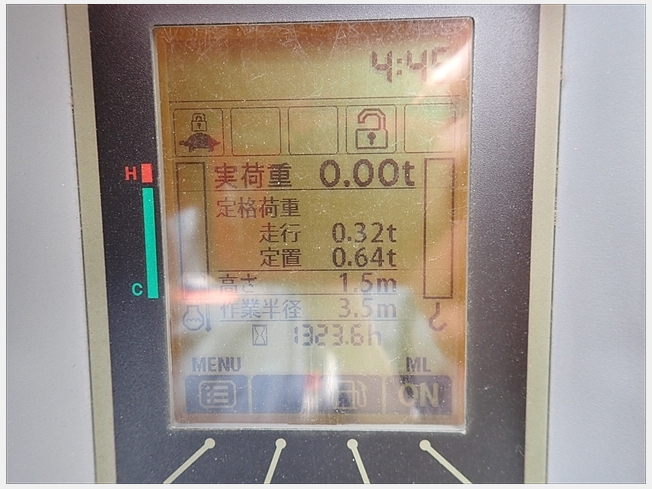 4:45
H
実荷重 0.00t
定格荷重
走行 0.32t
定置 0.64t
C
高さ 1.5m
作業半径 3.5m
1323.6h
MENU ML
ON